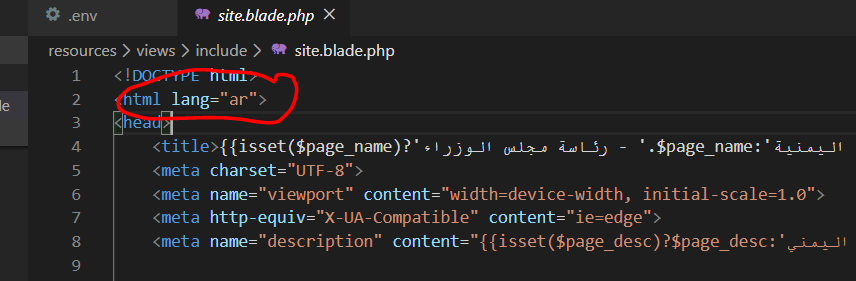 .env
site.blade.php
resources > views > include > site.blade.php
1 <!DOCTYPE html>
2 <html lang="ar">
3 <head>
4 <title>{{isset($page_name)?'رئاسة مجلس الوزراء - '.$page_name:'اليمنية
5 <meta charset="UTF-8">
6 <meta name="viewport" content="width=device-width, initial-scale=1.0">
7 <meta http-equiv="X-UA-Compatible" content="ie=edge">
8 <meta name="description" content="{{isset($page_desc)?$page_desc:'اليمني
9